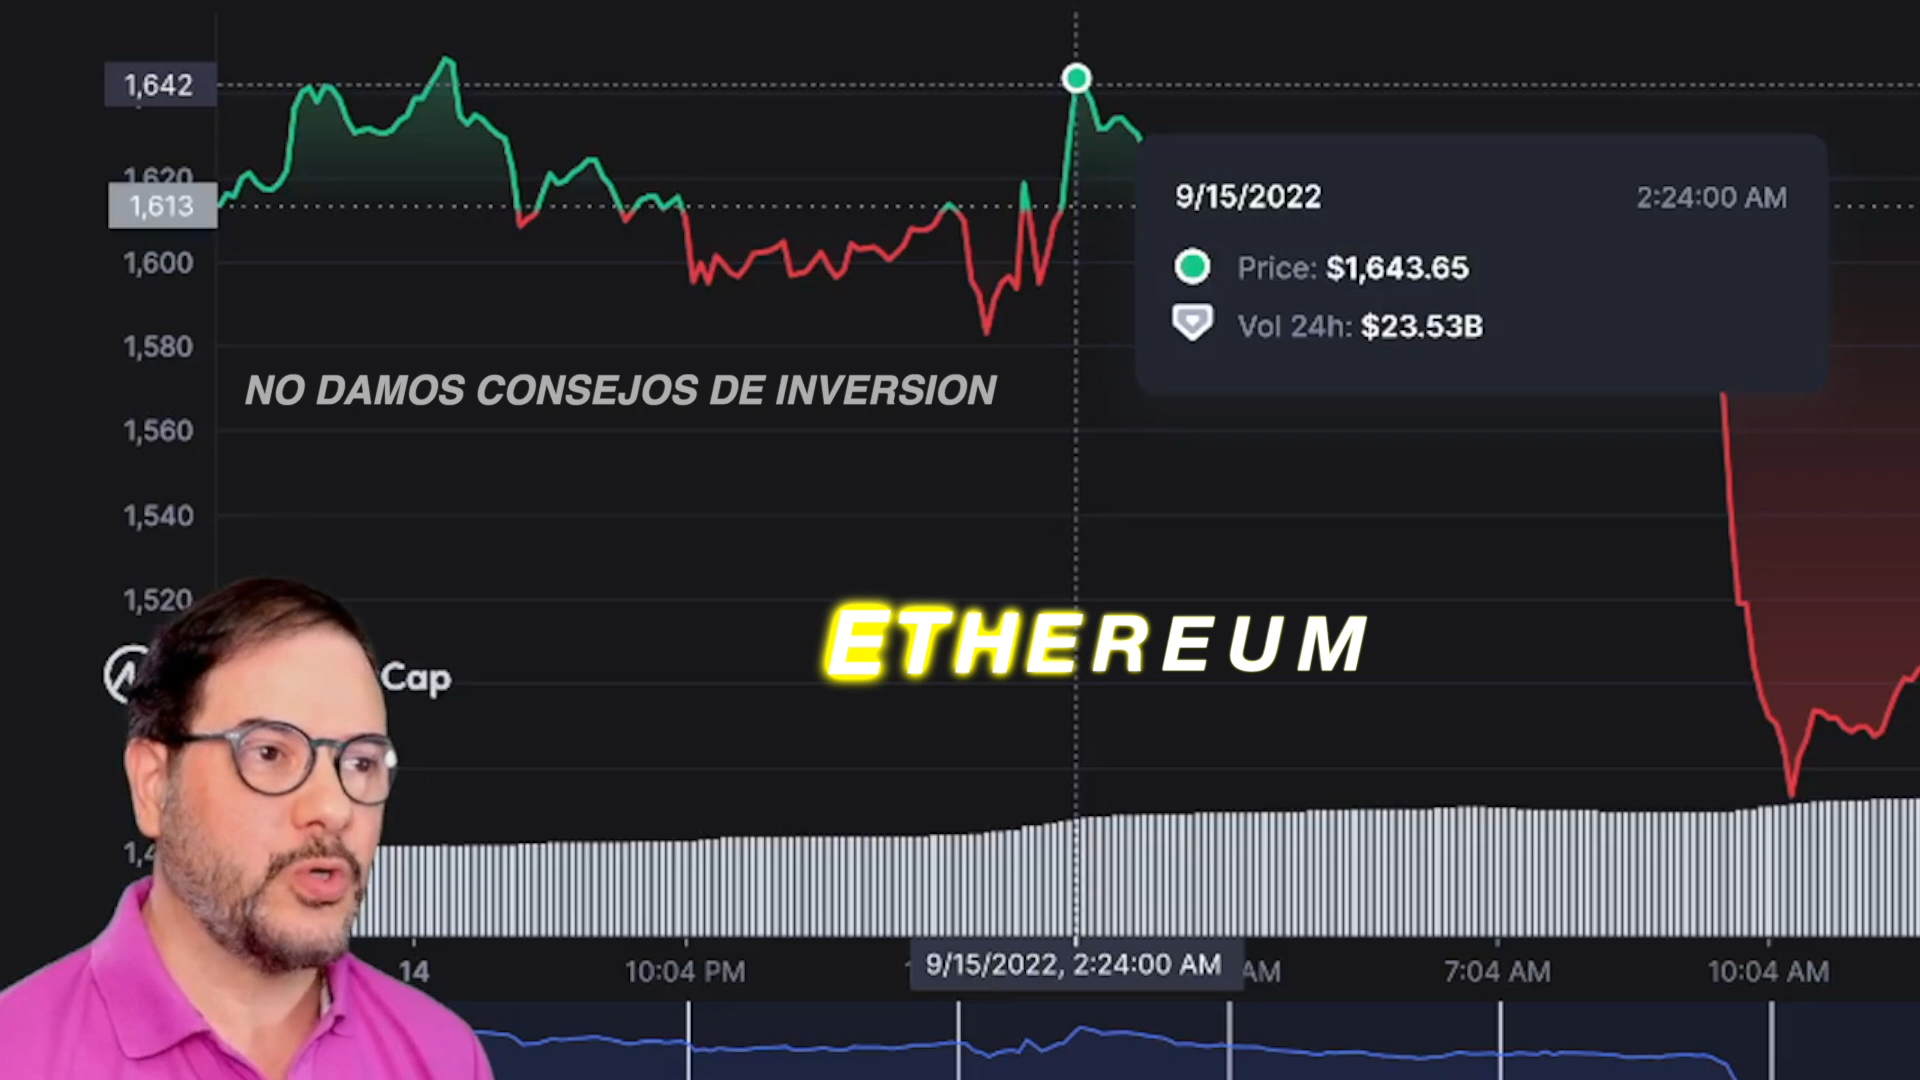 1,642
1,620
1,613
1,600
1,580
1,560
1,540
1,520
9/15/2022 2:24:00 AM
Price: $1,643.65
Vol 24h: $23.53B
NO DAMOS CONSEJOS DE INVERSION
ETHEREUM
Cap
14 10:04 PM 9/15/2022, 2:24:00 AM AM 7:04 AM 10:04 AM